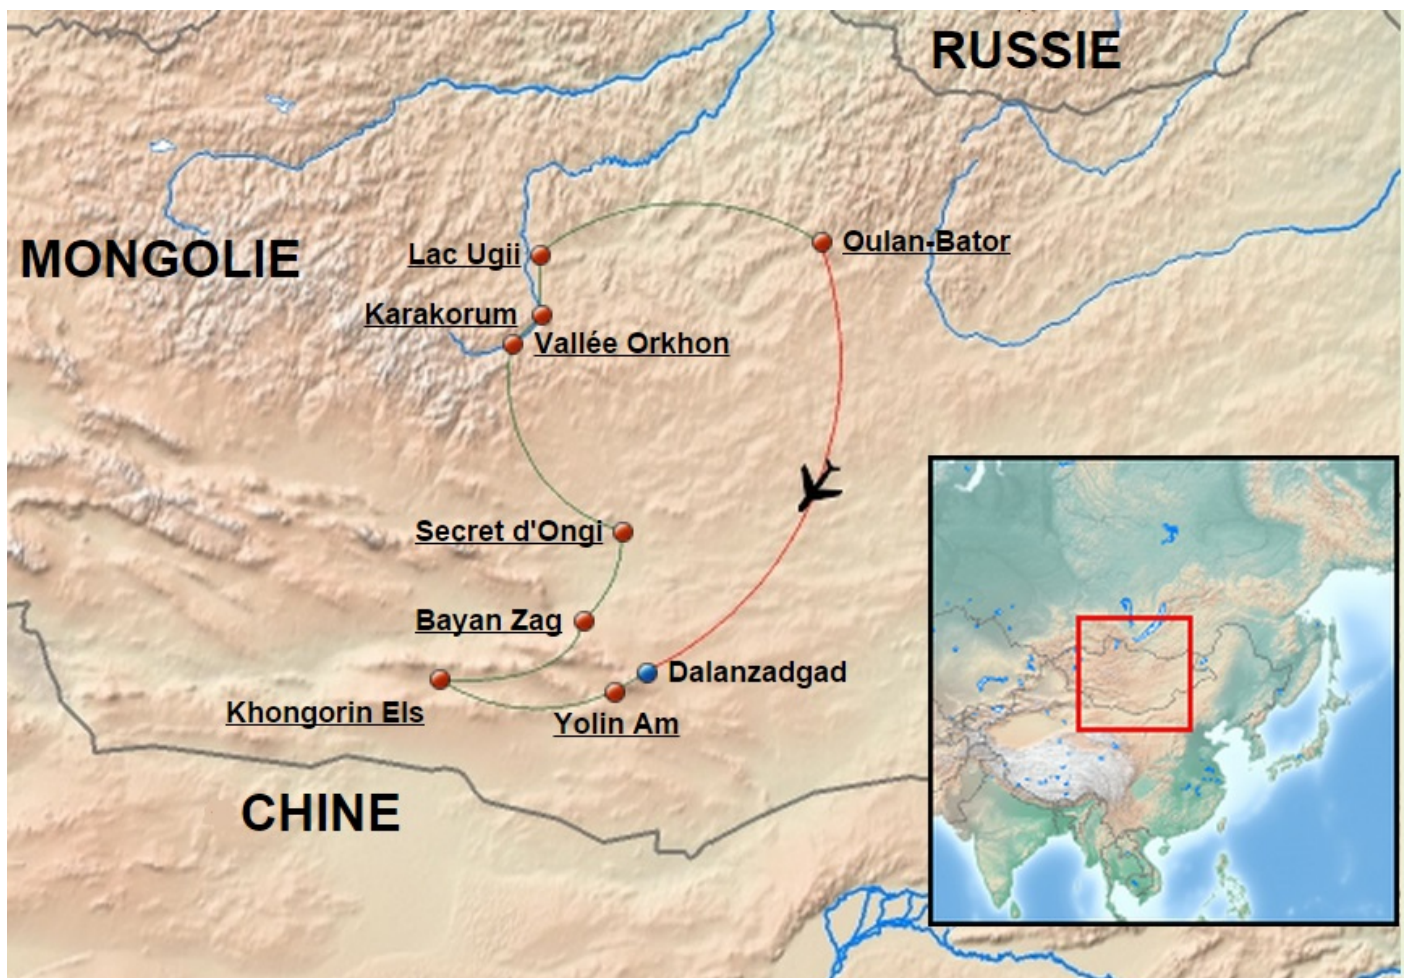 RUSSIE
MONGOLIE
Lac Ugii
Oulan-Bator
Karakorum
Vallée Orkhon
Secret d'Ongi
Bayan Zag
Dalanzadgad
Khongorin Els
Yolin Am
CHINE